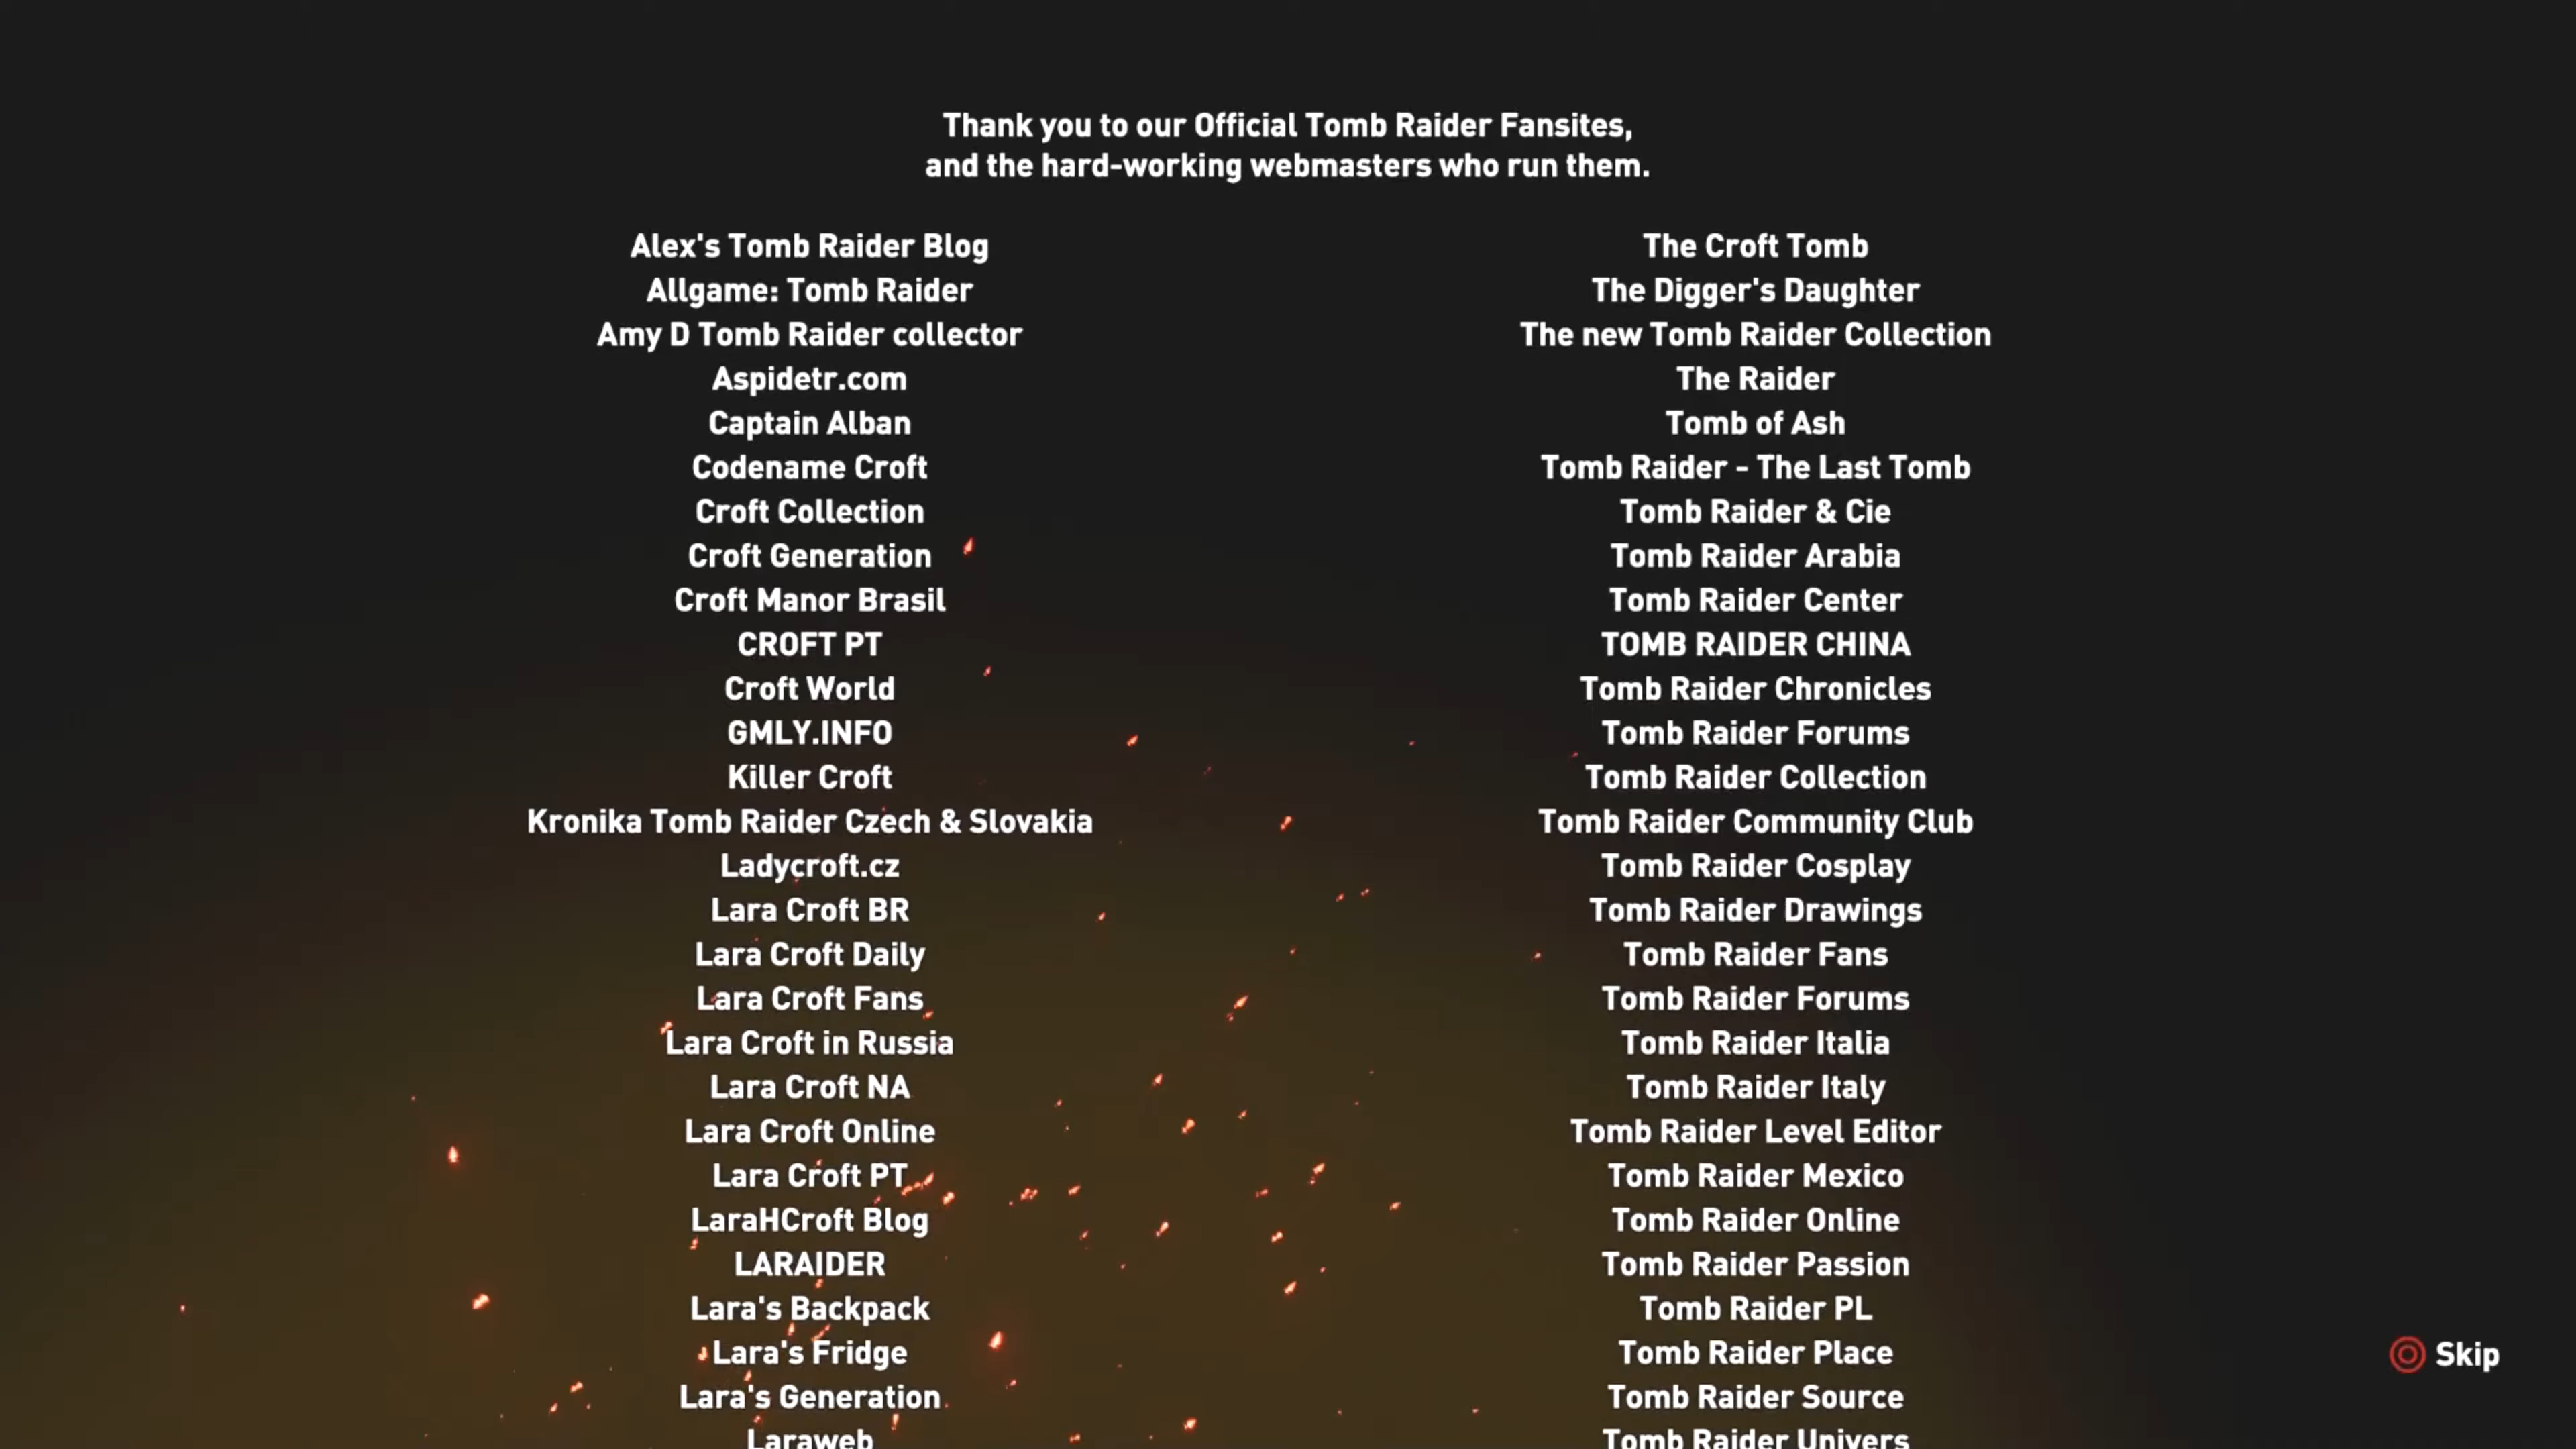 Thank you to our Official Tomb Raider Fansites,
and the hard-working webmasters who run them.
Alex's Tomb Raider Blog
Allgame: Tomb Raider
Amy D Tomb Raider collector
Aspidetr.com
Captain Alban
Codename Croft
Croft Collection
Croft Generation
Croft Manor Brasil
CROFT PT
Croft World
GMLY.INFO
Killer Croft
Kronika Tomb Raider Czech & Slovakia
Ladycroft.cz
Lara Croft BR
Lara Croft Daily
Lara Croft Fans
Lara Croft in Russia
Lara Croft NA
Lara Croft Online
Lara Croft PT
LaraHCroft Blog
LARAIDER
Lara's Backpack
Lara's Fridge
Lara's Generation
Laraweb
The Croft Tomb
The Digger's Daughter
The new Tomb Raider Collection
The Raider
Tomb of Ash
Tomb Raider - The Last Tomb
Tomb Raider & Cie
Tomb Raider Arabia
Tomb Raider Center
TOMB RAIDER CHINA
Tomb Raider Chronicles
Tomb Raider Forums
Tomb Raider Collection
Tomb Raider Community Club
Tomb Raider Cosplay
Tomb Raider Drawings
Tomb Raider Fans
Tomb Raider Forums
Tomb Raider Italia
Tomb Raider Italy
Tomb Raider Level Editor
Tomb Raider Mexico
Tomb Raider Online
Tomb Raider Passion
Tomb Raider PL
Tomb Raider Place
Tomb Raider Source
Tomb Raider Univers
Skip